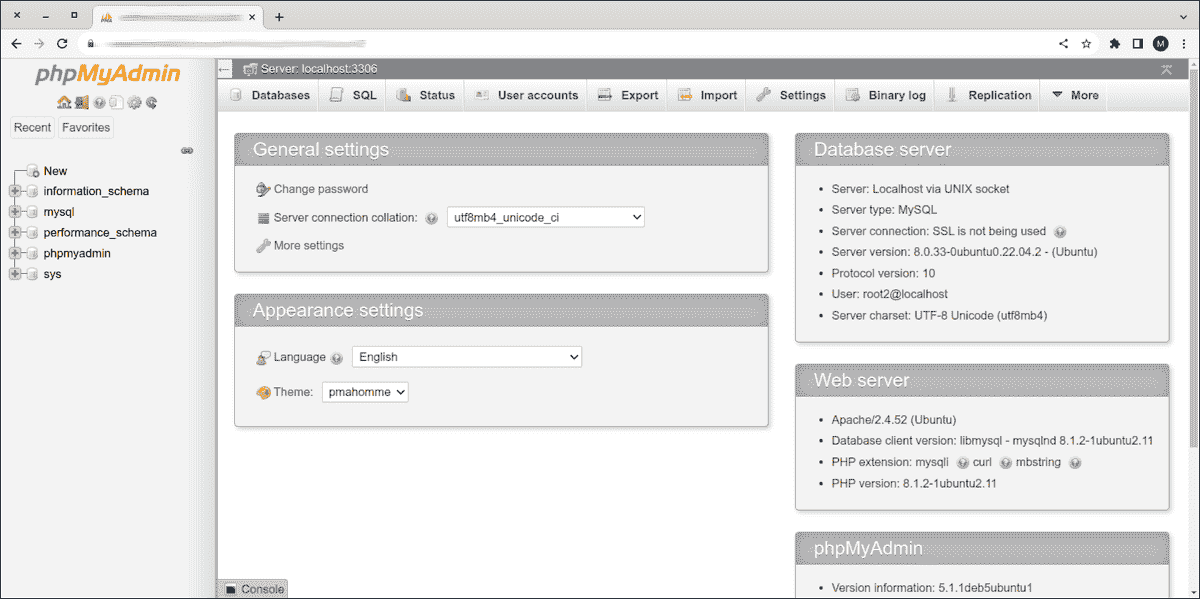 M
phpMyAdmin
Recent Favorites
New
information_schema
mysql
performance_schema
phpmyadmin
sys
Server: localhost:3306
Databases SQL Status User accounts Export Import Settings Binary log Replication More
General settings
Change password
Server connection collation: utf8mb4_unicode_ci
More settings
Appearance settings
Language English
Theme: pmahomme
Database server
Server: Localhost via UNIX socket
Server type: MySQL
Server connection: SSL is not being used
Server version: 8.0.33-0ubuntu0.22.04.2 - (Ubuntu)
Protocol version: 10
User: root2@localhost
Server charset: UTF-8 Unicode (utf8mb4)
Web server
Apache/2.4.52 (Ubuntu)
Database client version: libmysql - mysqlnd 8.1.2-1ubuntu2.11
PHP extension: mysqli curl mbstring
PHP version: 8.1.2-1ubuntu2.11
phpMyAdmin
Version information: 5.1.1deb5ubuntu1
Console